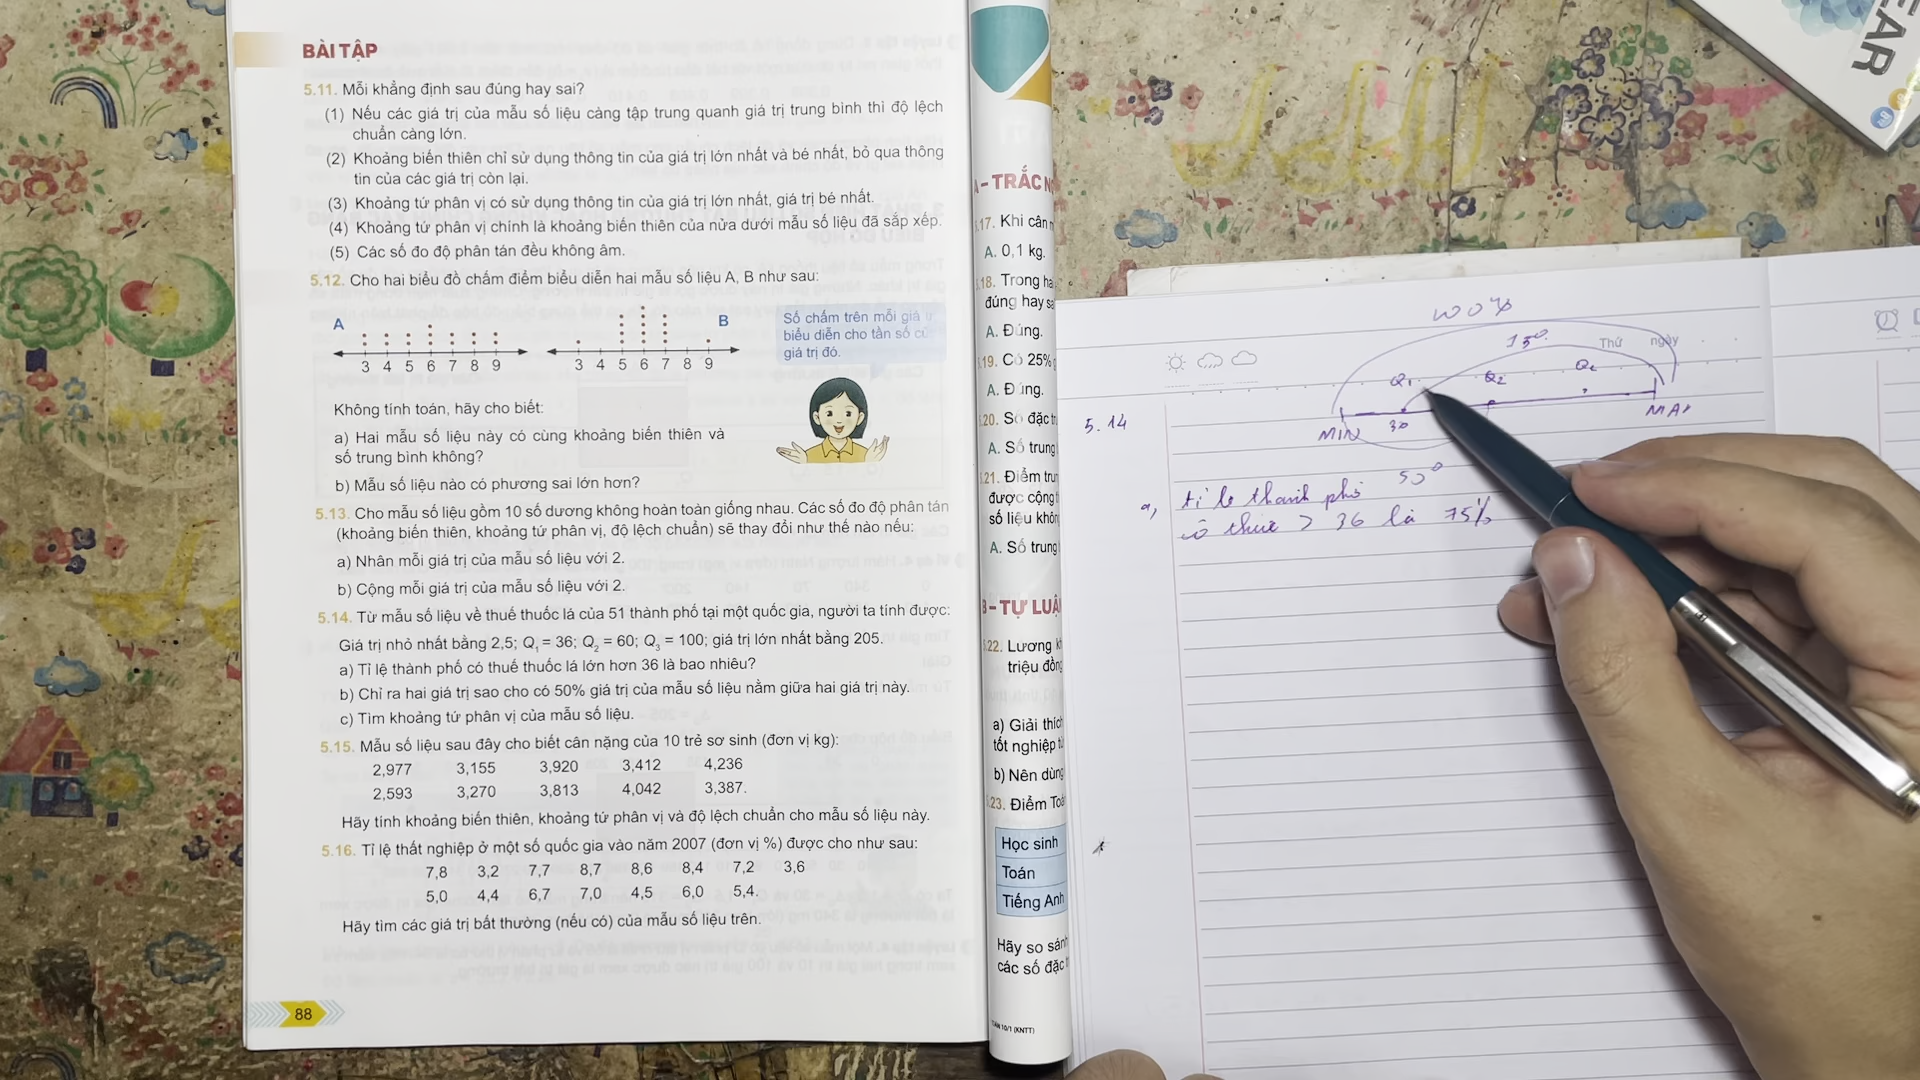 BÀI TẬP
5.11. Mỗi khẳng định sau đúng hay sai?
(1) Nếu các giá trị của mẫu số liệu càng tập trung quanh giá trị trung bình thì độ lệch
chuẩn càng lớn.
(2) Khoảng biến thiên chỉ sử dụng thông tin của giá trị lớn nhất và bé nhất, bỏ qua thông
tin của các giá trị còn lại.
(3) Khoảng tứ phân vị có sử dụng thông tin của giá trị lớn nhất, giá trị bé nhất.
(4) Khoảng tứ phân vị chính là khoảng biến thiên của nửa dưới mẫu số liệu đã sắp xếp.
(5) Các số đo độ phân tán đều không âm.
5.12. Cho hai biểu đồ chấm điểm biểu diễn hai mẫu số liệu A, B như sau:
A
3 4 5 6 7 8 9
B
3 4 5 6 7 8 9
Số chấm trên mỗi giá
biểu diễn cho tần số
giá trị đó.
Không tính toán, hãy cho biết:
a) Hai mẫu số liệu này có cùng khoảng biến thiên và
số trung bình không?
b) Mẫu số liệu nào có phương sai lớn hơn?
5.13. Cho mẫu số liệu gồm 10 số dương không hoàn toàn giống nhau. Các số đo độ phân tán
(khoảng biến thiên, khoảng tứ phân vị, độ lệch chuẩn) sẽ thay đổi như thế nào nếu:
a) Nhân mỗi giá trị của mẫu số liệu với 2.
b) Cộng mỗi giá trị của mẫu số liệu với 2.
5.14. Từ mẫu số liệu về thuế thuốc lá của 51 thành phố tại một quốc gia, người ta tính được:
Giá trị nhỏ nhất bằng 2,5; Q₁ = 36; Q₂ = 60; Q₃ = 100; giá trị lớn nhất bằng 205.
a) Tỉ lệ thành phố có thuế thuốc lá lớn hơn 36 là bao nhiêu?
b) Chỉ ra hai giá trị sao cho có 50% giá trị của mẫu số liệu nằm giữa hai giá trị này.
c) Tìm khoảng tứ phân vị của mẫu số liệu.
5.15. Mẫu số liệu sau đây cho biết cân nặng của 10 trẻ sơ sinh (đơn vị kg):
2,977 3,155 3,920 3,412 4,236
2,593 3,270 3,813 4,042 3,387.
Hãy tính khoảng biến thiên, khoảng tứ phân vị và độ lệch chuẩn cho mẫu số liệu này.
5.16. Tỉ lệ thất nghiệp ở một số quốc gia vào năm 2007 (đơn vị %) được cho như sau:
7,8 3,2 7,7 8,7 8,6 8,4 7,2 3,6
5,0 4,4 6,7 7,0 4,5 6,0 5,4.
Hãy tìm các giá trị bất thường (nếu có) của mẫu số liệu trên.
88
- TRẮC
17. Khi cân
A. 0,1 kg.
18. Trong
đúng hay
A. Đúng.
19. Có 25%
A. Đúng.
20. Số đặc
A. Số trung
21. Điểm
được cộng
số liệu
A. Số trung
- TỰ
22. Lương
triệu đồng
a) Giải
tốt nghiệp
b) Nên dùng
23. Điểm
Học sinh
Toán
Tiếng Anh
Hãy so
các số đặc
TOÁN 10/1 (KNTT)
EAR
Thứ ngày
100%
Q₁ Q₂
MIN
5.14
a, tỉ lệ thành phố
có thuế > 36 là 75%